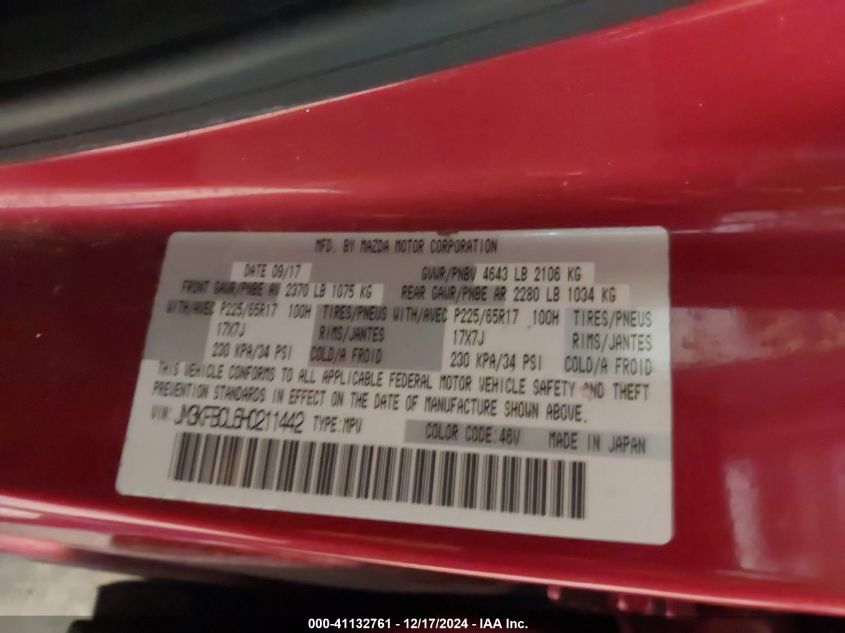 MFD. BY MAZDA MOTOR CORPORATION
DATE 09/17 GVWR/PNBV 4643 LB 2106 KG
FRONT GAWR/PNBE AV 2370 LB 1075 KG REAR GAWR/PNBE AR 2280 LB 1034 KG
WITH/AVEC P225/65R17 100H TIRES/PNEUS WITH/AVEC P225/65R17 100H TIRES/PNEUS
17X7J RIMS/JANTES 17X7J RIMS/JANTES
230 KPA/34 PSI COLD/A FROID 230 KPA/34 PSI COLD/A FROID
THIS VEHICLE CONFORMS TO ALL APPLICABLE FEDERAL MOTOR VEHICLE SAFETY AND THEFT
PREVENTION STANDARDS IN EFFECT ON THE DATE OF MANUFACTURE SHOWN ABOVE.
VIN: JM3KFBCL6H0211442 TYPE:MPV COLOR CODE:46V MADE IN JAPAN
000-41132761 - 12/17/2024 - IAA Inc.